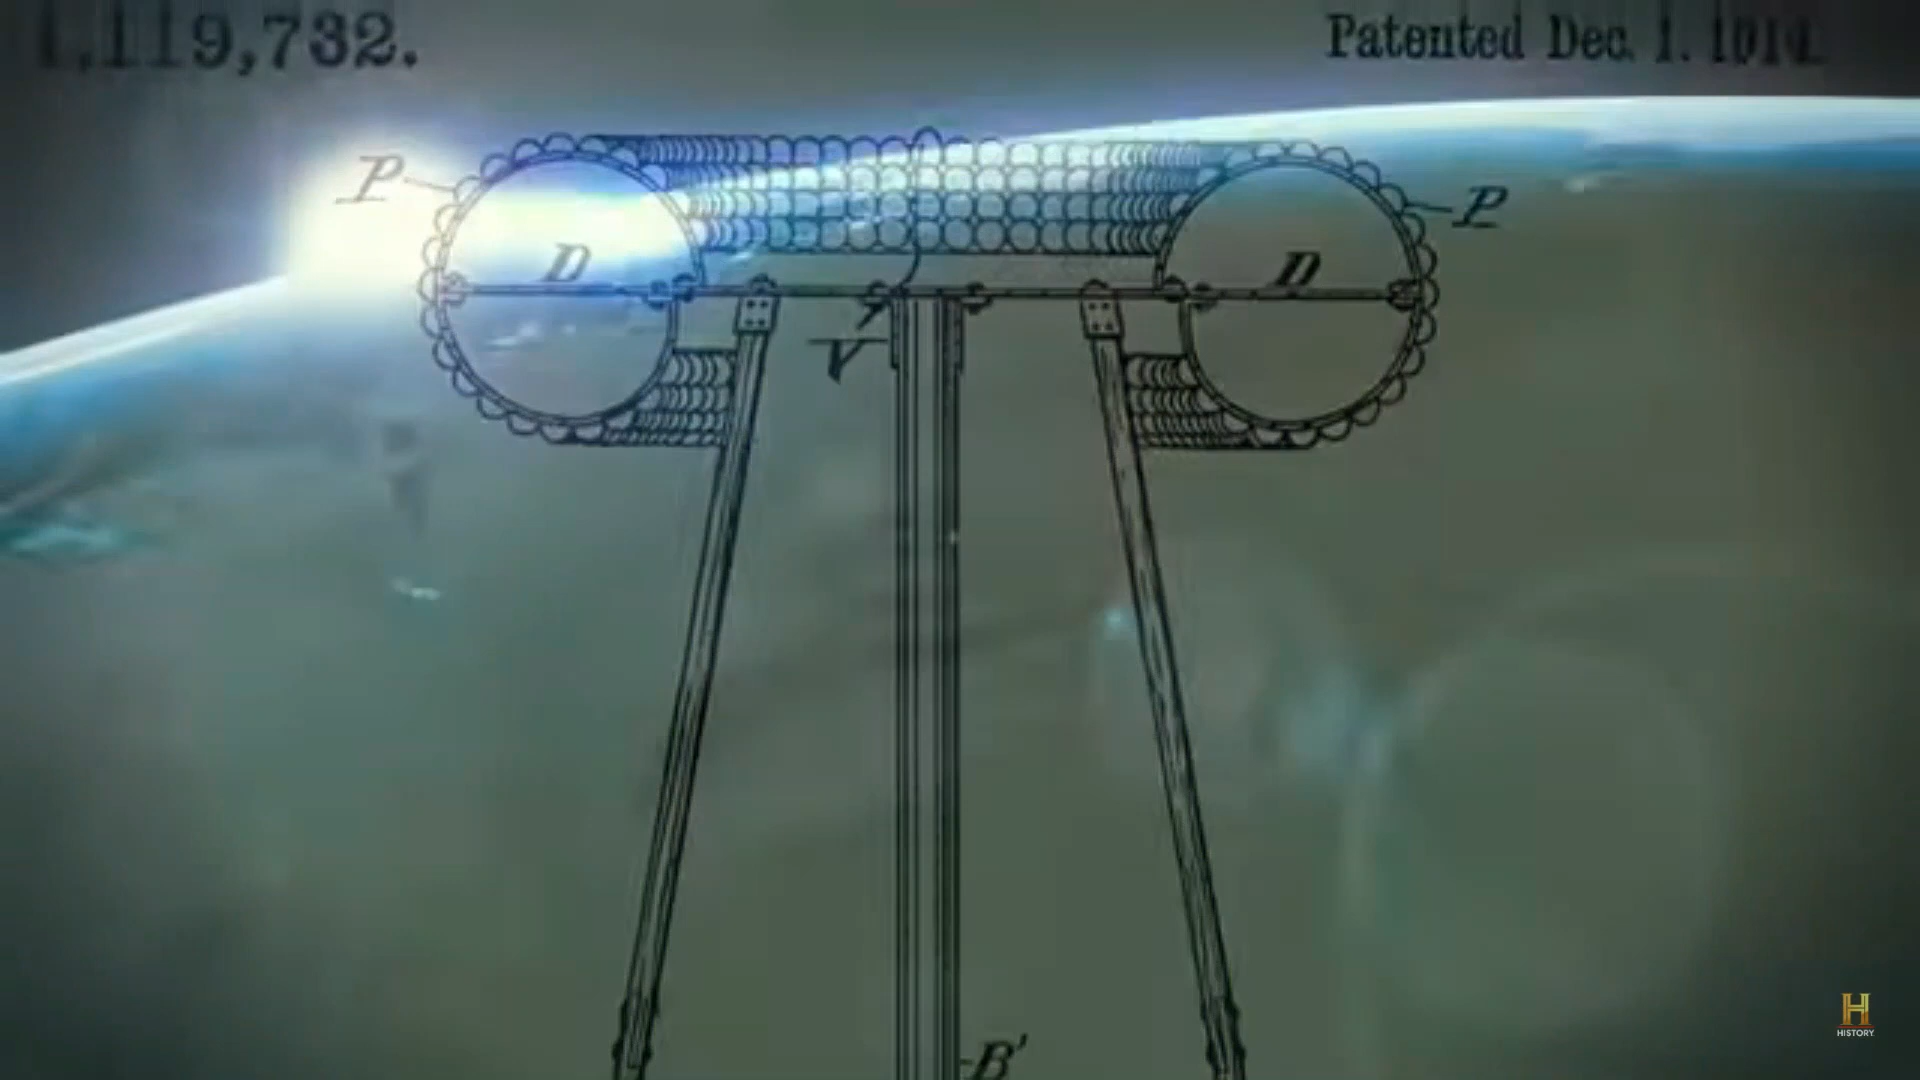 1,119,732.
Patented Dec. 1. 1914.
P
P
D
D
V
B'
H
HISTORY